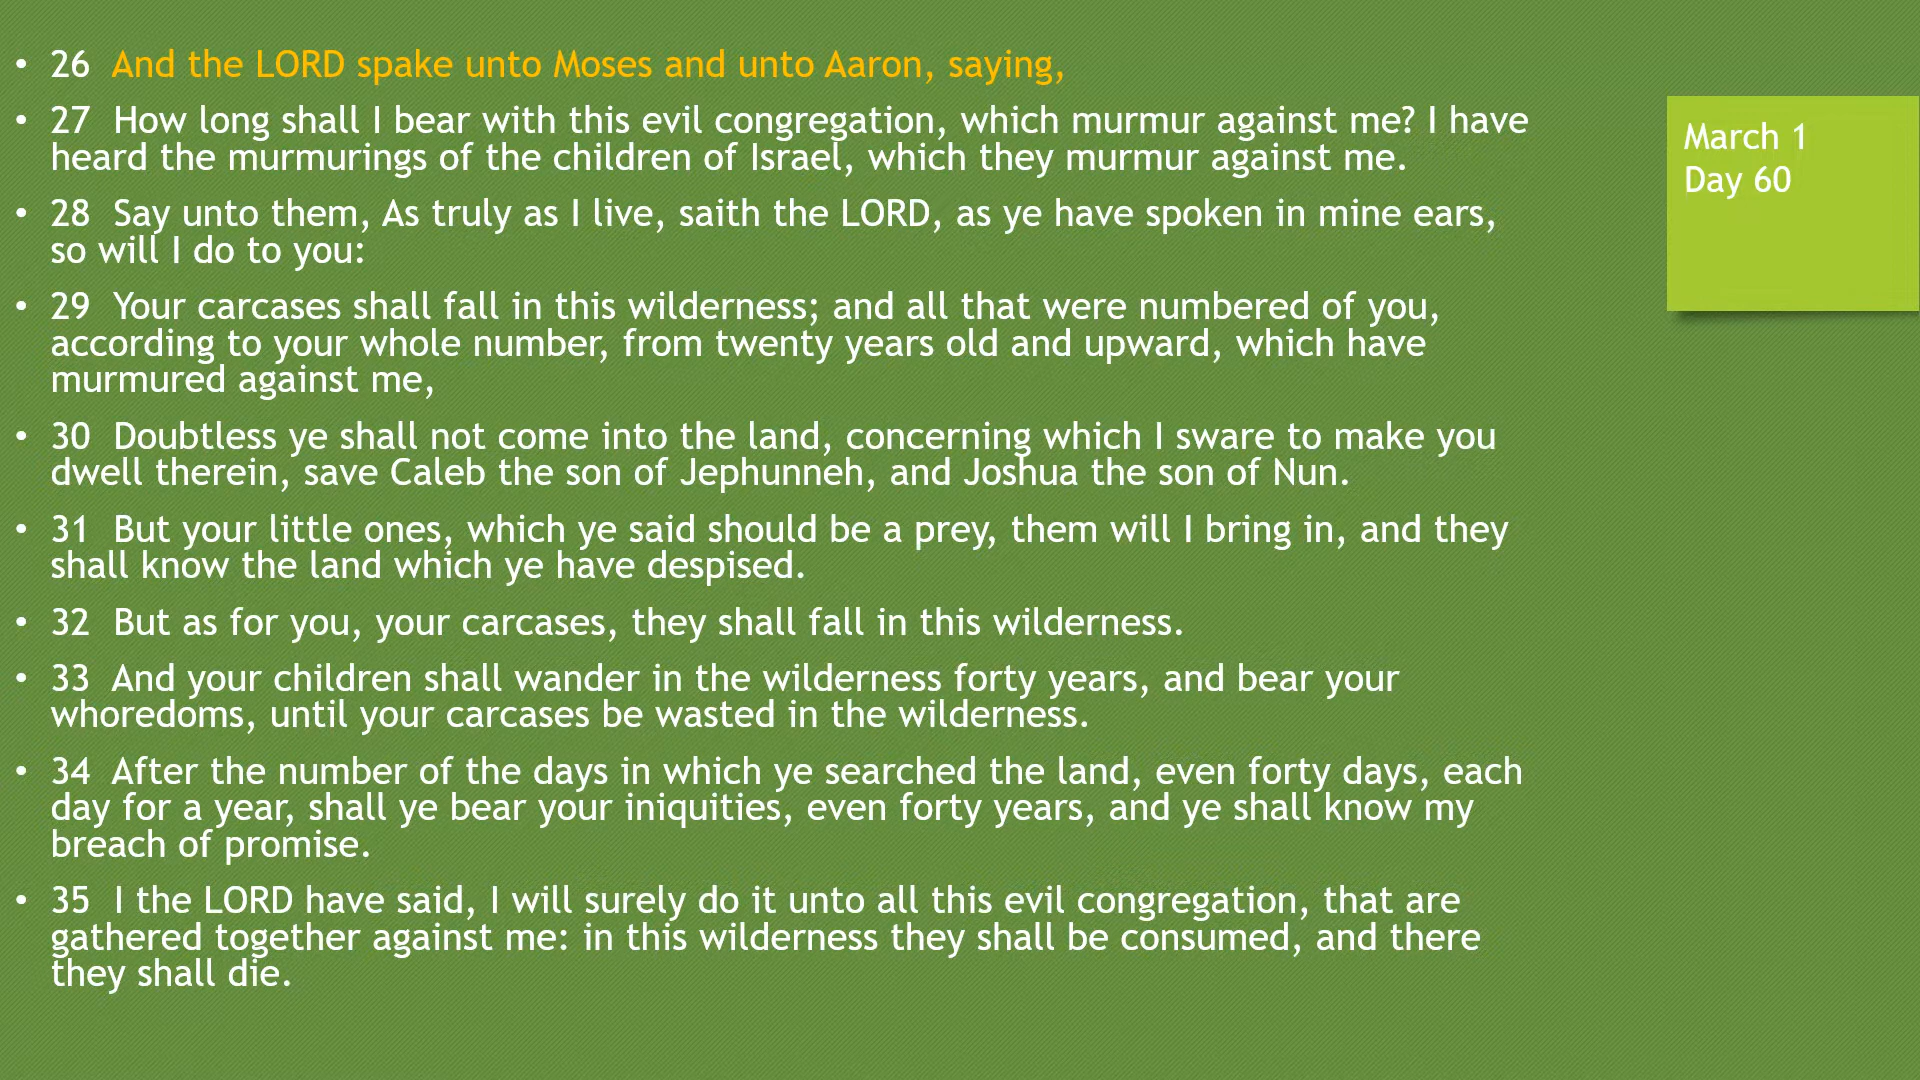 • 26  And the LORD spake unto Moses and unto Aaron, saying,
• 27  How long shall I bear with this evil congregation, which murmur against me? I have
heard the murmurings of the children of Israel, which they murmur against me.
• 28  Say unto them, As truly as I live, saith the LORD, as ye have spoken in mine ears,
so will I do to you:
• 29  Your carcases shall fall in this wilderness; and all that were numbered of you,
according to your whole number, from twenty years old and upward, which have
murmured against me,
• 30  Doubtless ye shall not come into the land, concerning which I sware to make you
dwell therein, save Caleb the son of Jephunneh, and Joshua the son of Nun.
• 31  But your little ones, which ye said should be a prey, them will I bring in, and they
shall know the land which ye have despised.
• 32  But as for you, your carcases, they shall fall in this wilderness.
• 33  And your children shall wander in the wilderness forty years, and bear your
whoredoms, until your carcases be wasted in the wilderness.
• 34  After the number of the days in which ye searched the land, even forty days, each
day for a year, shall ye bear your iniquities, even forty years, and ye shall know my
breach of promise.
• 35  I the LORD have said, I will surely do it unto all this evil congregation, that are
gathered together against me: in this wilderness they shall be consumed, and there
they shall die.
March 1
Day 60